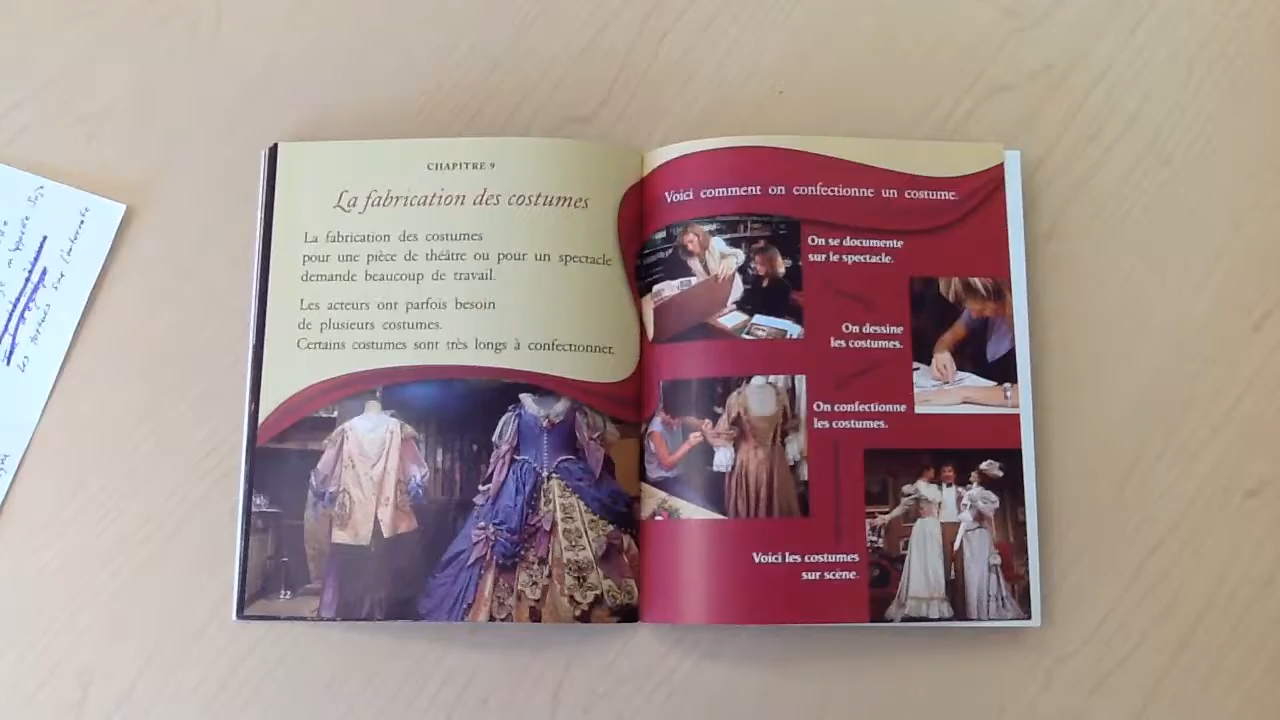 CHAPITRE 9
La fabrication des costumes
La fabrication des costumes
pour une pièce de théâtre ou pour un spectacle
demande beaucoup de travail.
Les acteurs ont parfois besoin
de plusieurs costumes.
Certains costumes sont très longs à confectionner.
22
Voici comment on confectionne un costume.
On se documente
sur le spectacle.
On dessine
les costumes.
On confectionne
les costumes.
Voici les costumes
sur scène.